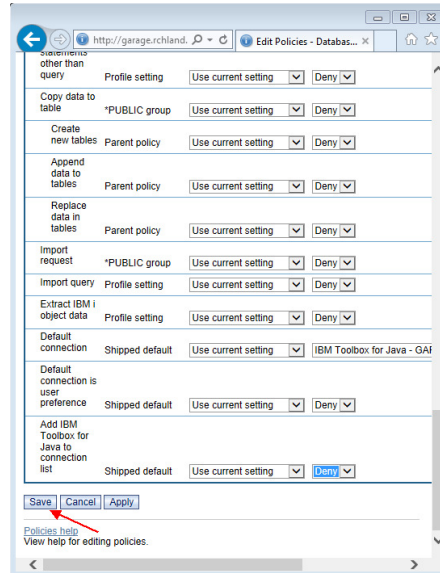 http://garage.rchland.
Edit Policies - Databas...
statements
other than
query Profile setting Use current setting Deny
Copy data to
table *PUBLIC group Use current setting Deny
Create
new tables Parent policy Use current setting Deny
Append
data to
tables Parent policy Use current setting Deny
Replace
data in
tables Parent policy Use current setting Deny
Import
request *PUBLIC group Use current setting Deny
Import query Profile setting Use current setting Deny
Extract IBM i
object data Profile setting Use current setting Deny
Default
connection Shipped default Use current setting IBM Toolbox for Java - GAR
Default
connection is
user
preference Shipped default Use current setting Deny
Add IBM
Toolbox for
Java to
connection
list Shipped default Use current setting Deny
Save Cancel Apply
Policies help
View help for editing policies.